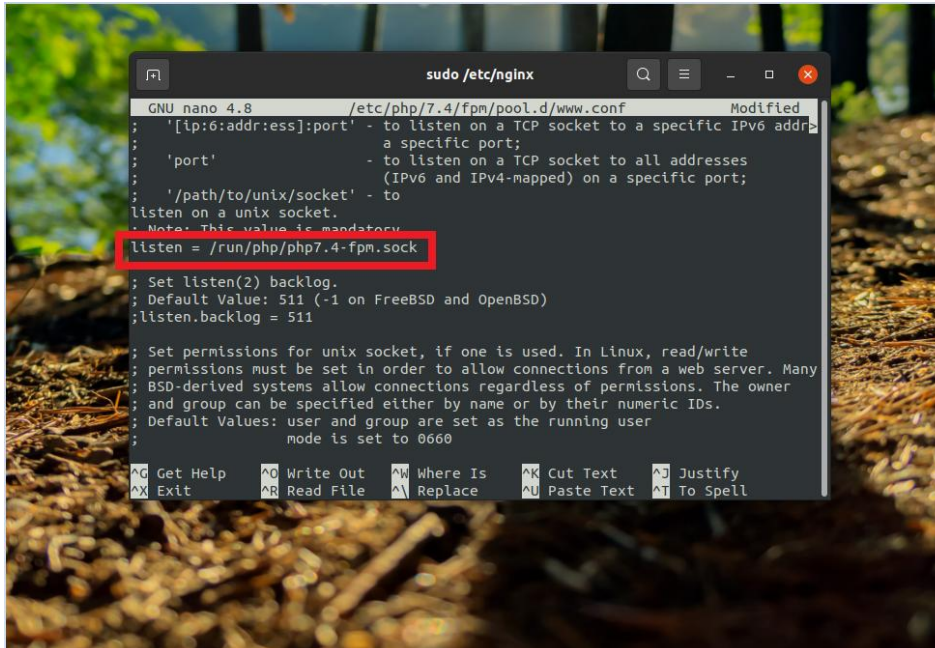 sudo /etc/nginx
GNU nano 4.8 /etc/php/7.4/fpm/pool.d/www.conf Modified
; '[ip:6:addr:ess]:port' - to listen on a TCP socket to a specific IPv6 addr>
; a specific port;
; 'port' - to listen on a TCP socket to all addresses
; (IPv6 and IPv4-mapped) on a specific port;
; '/path/to/unix/socket' - to
listen on a unix socket.
; Note: This value is mandatory.
listen = /run/php/php7.4-fpm.sock
; Set listen(2) backlog.
; Default Value: 511 (-1 on FreeBSD and OpenBSD)
;listen.backlog = 511
; Set permissions for unix socket, if one is used. In Linux, read/write
; permissions must be set in order to allow connections from a web server. Many
; BSD-derived systems allow connections regardless of permissions. The owner
; and group can be specified either by name or by their numeric IDs.
; Default Values: user and group are set as the running user
; mode is set to 0660
^G Get Help ^O Write Out ^W Where Is ^K Cut Text ^J Justify
^X Exit ^R Read File ^\ Replace ^U Paste Text ^T To Spell